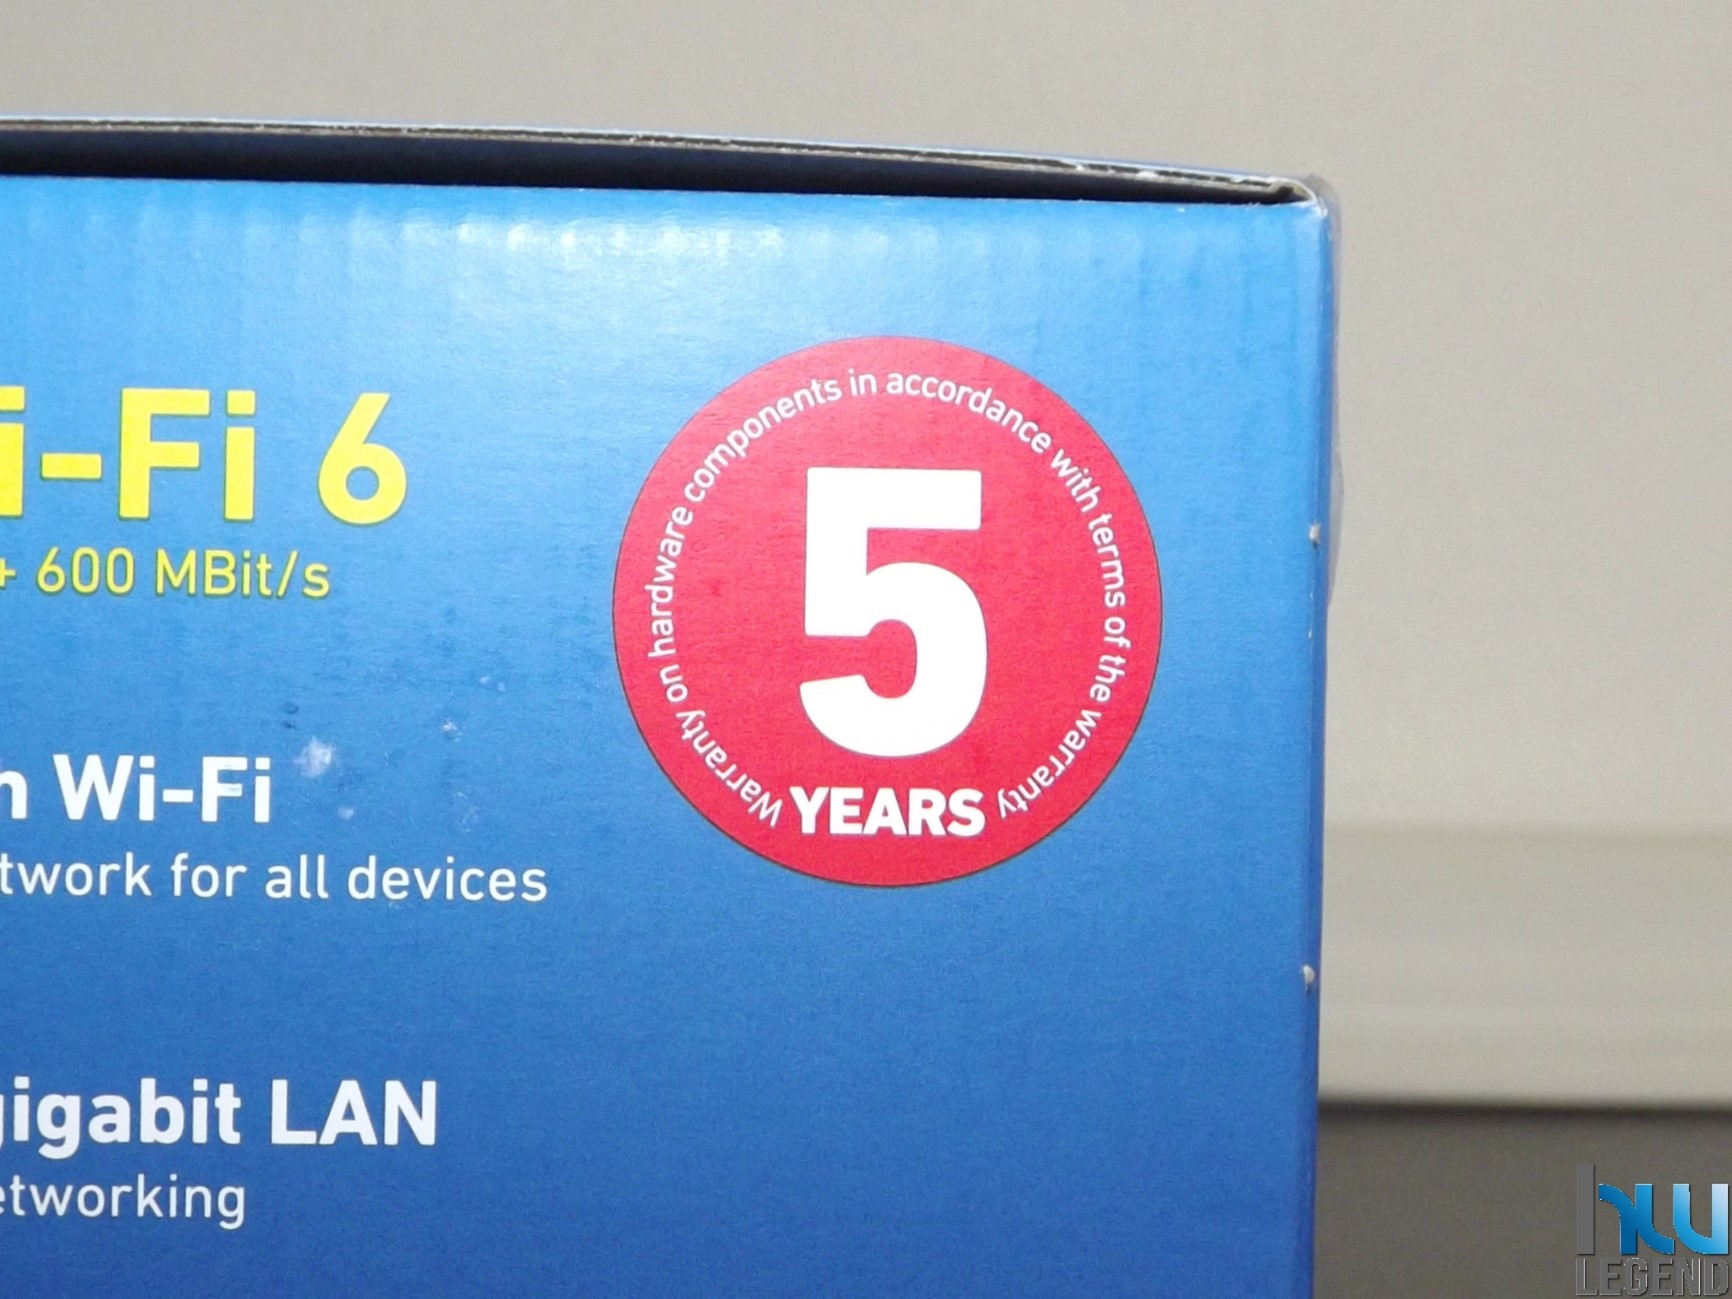 i-Fi 6
+ 600 MBit/s
n Wi-Fi
twork for all devices
gigabit LAN
etworking
Warranty on hardware components in accordance with terms of the warranty
5
YEARS
hw
LEGEND